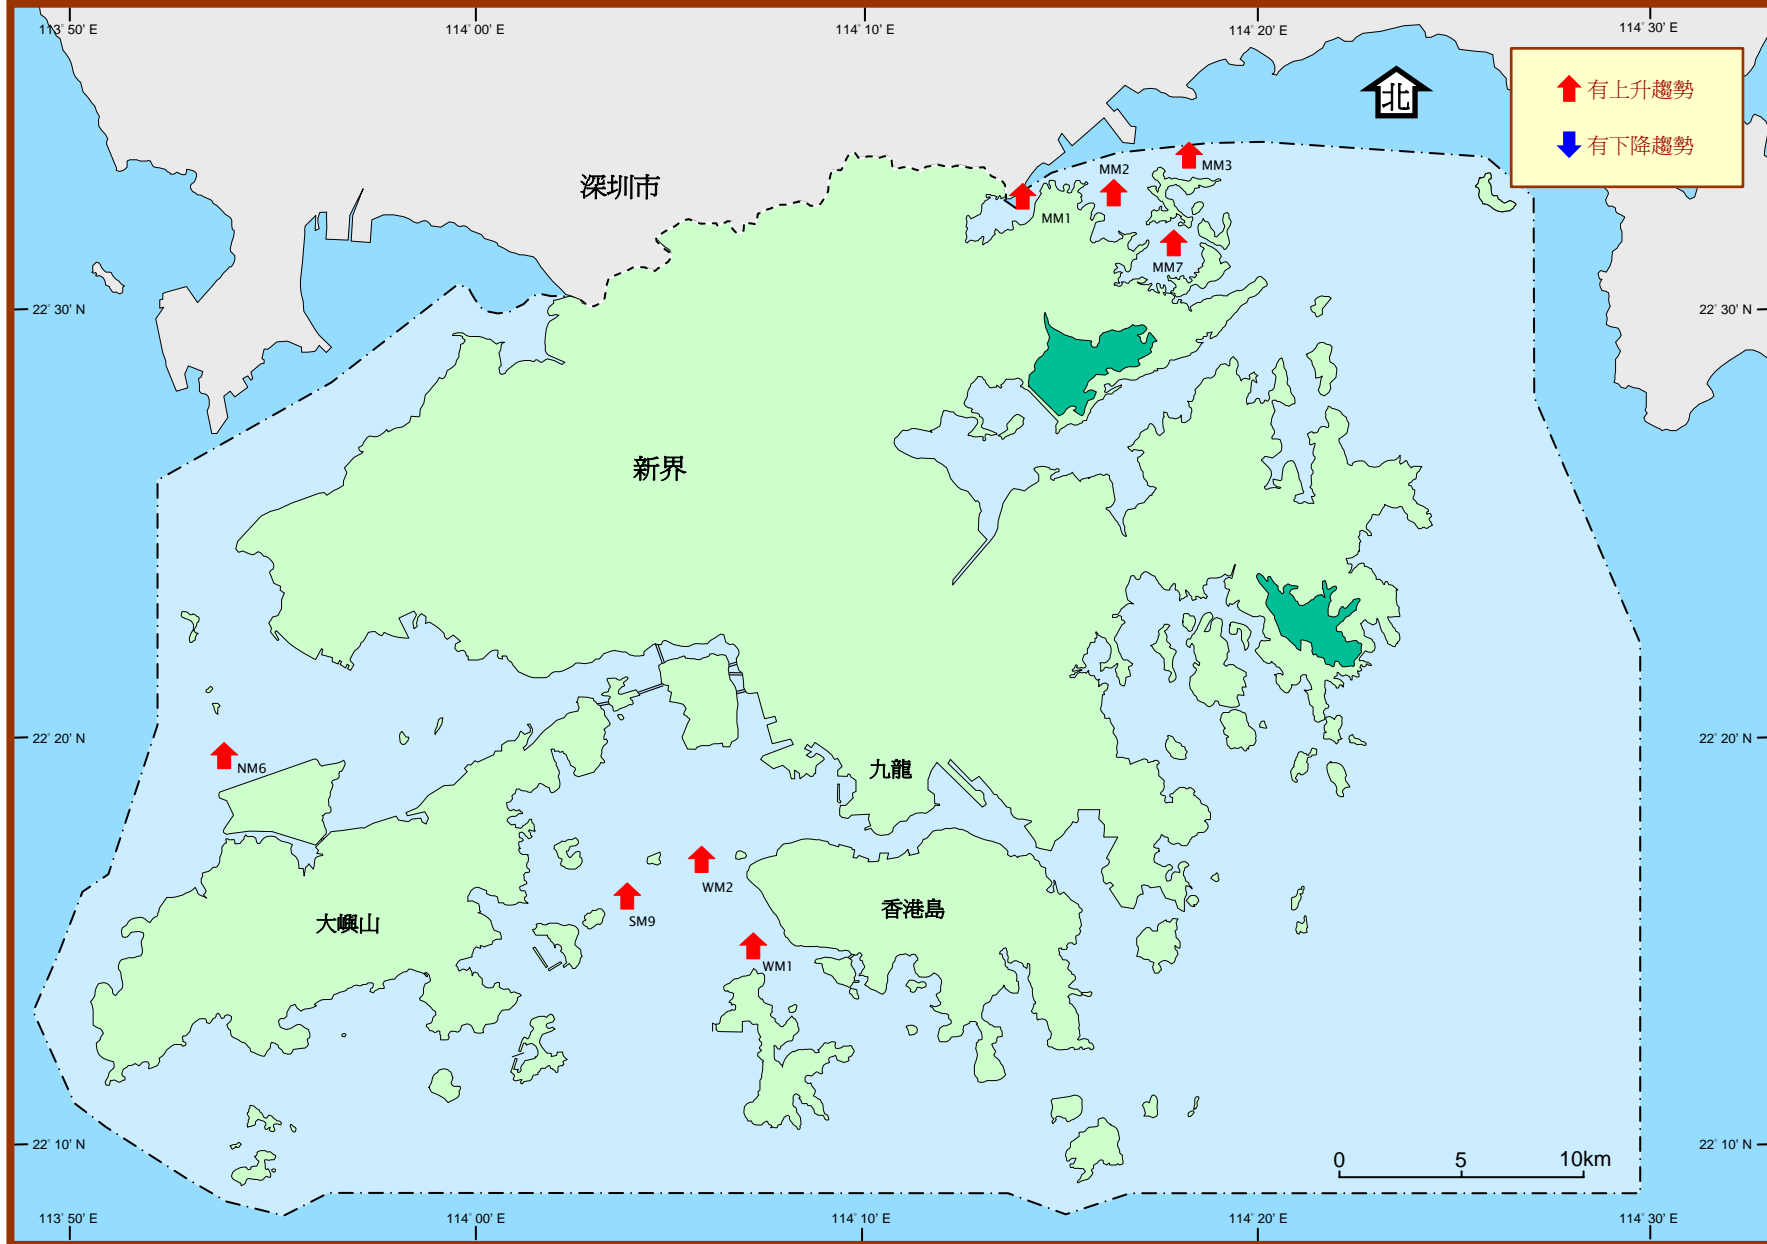 113° 50' E
114° 00' E
114° 10' E
114° 20' E
114° 30' E
有上升趨勢
北
有下降趨勢
MM3
MM2
深圳市
MM1
MM7
22° 30' N
22° 30' N
新界
22° 20' N
22° 20' N
九龍
NM6
WM2
香港島
SM9
大嶼山
WM1
22° 10' N
22° 10' N
0 5 10km
113° 50' E
114° 00' E
114° 10' E
114° 20' E
114° 30' E